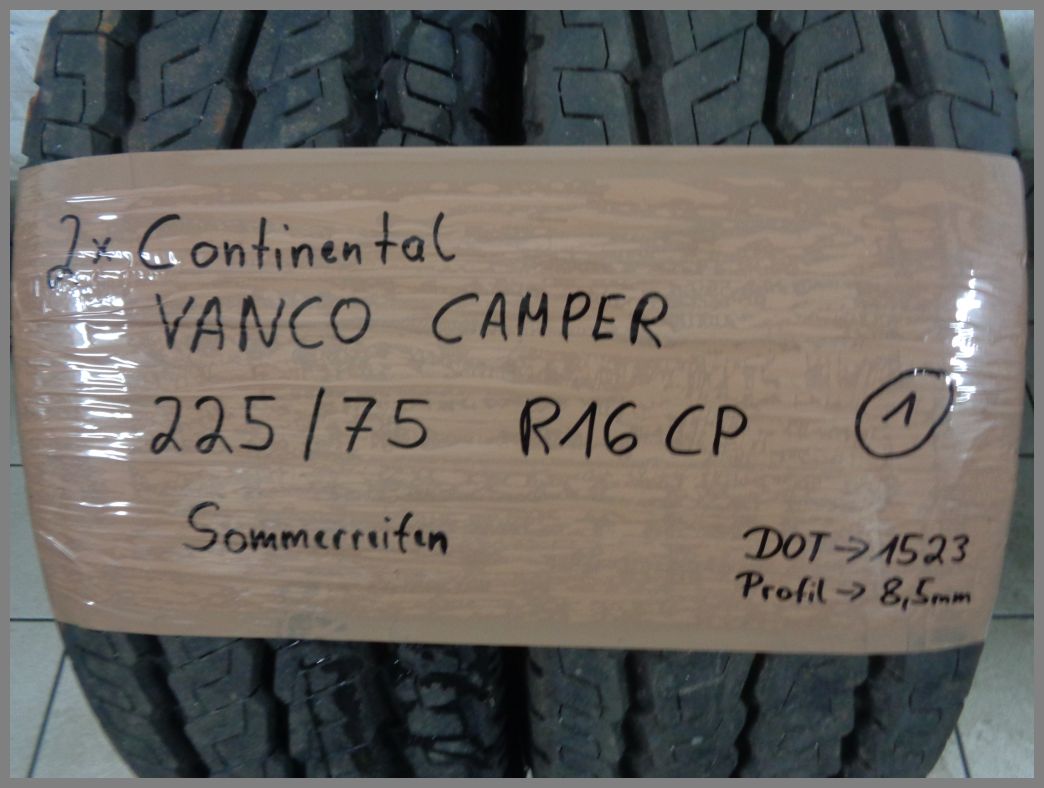 2x Continental
VANCO CAMPER
225/75 R16 CP
1
Sommerreifen
DOT → 1523
Profil → 8,5mm